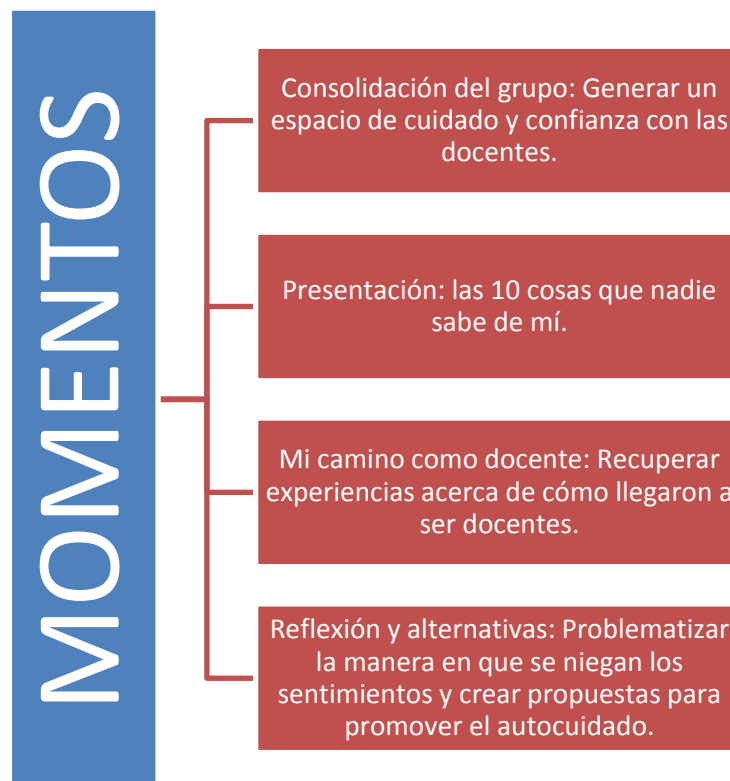 MOMENTOS
Consolidación del grupo: Generar un
espacio de cuidado y confianza con las
docentes.
Presentación: las 10 cosas que nadie
sabe de mí.
Mi camino como docente: Recuperar
experiencias acerca de cómo llegaron a
ser docentes.
Reflexión y alternativas: Problematizar
la manera en que se niegan los
sentimientos y crear propuestas para
promover el autocuidado.